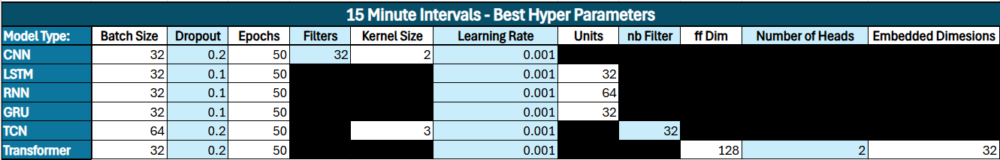 15 Minute Intervals - Best Hyper Parameters
Model Type: Batch Size Dropout Epochs Filters Kernel Size Learning Rate Units nb Filter ff Dim Number of Heads Embedded Dimesions
CNN 32 0.2 50 32 2 0.001
LSTM 32 0.1 50 0.001 32
RNN 32 0.1 50 0.001 64
GRU 32 0.1 50 0.001 32
TCN 64 0.2 50 3 0.001 32
Transformer 32 0.2 50 0.001 128 2 32